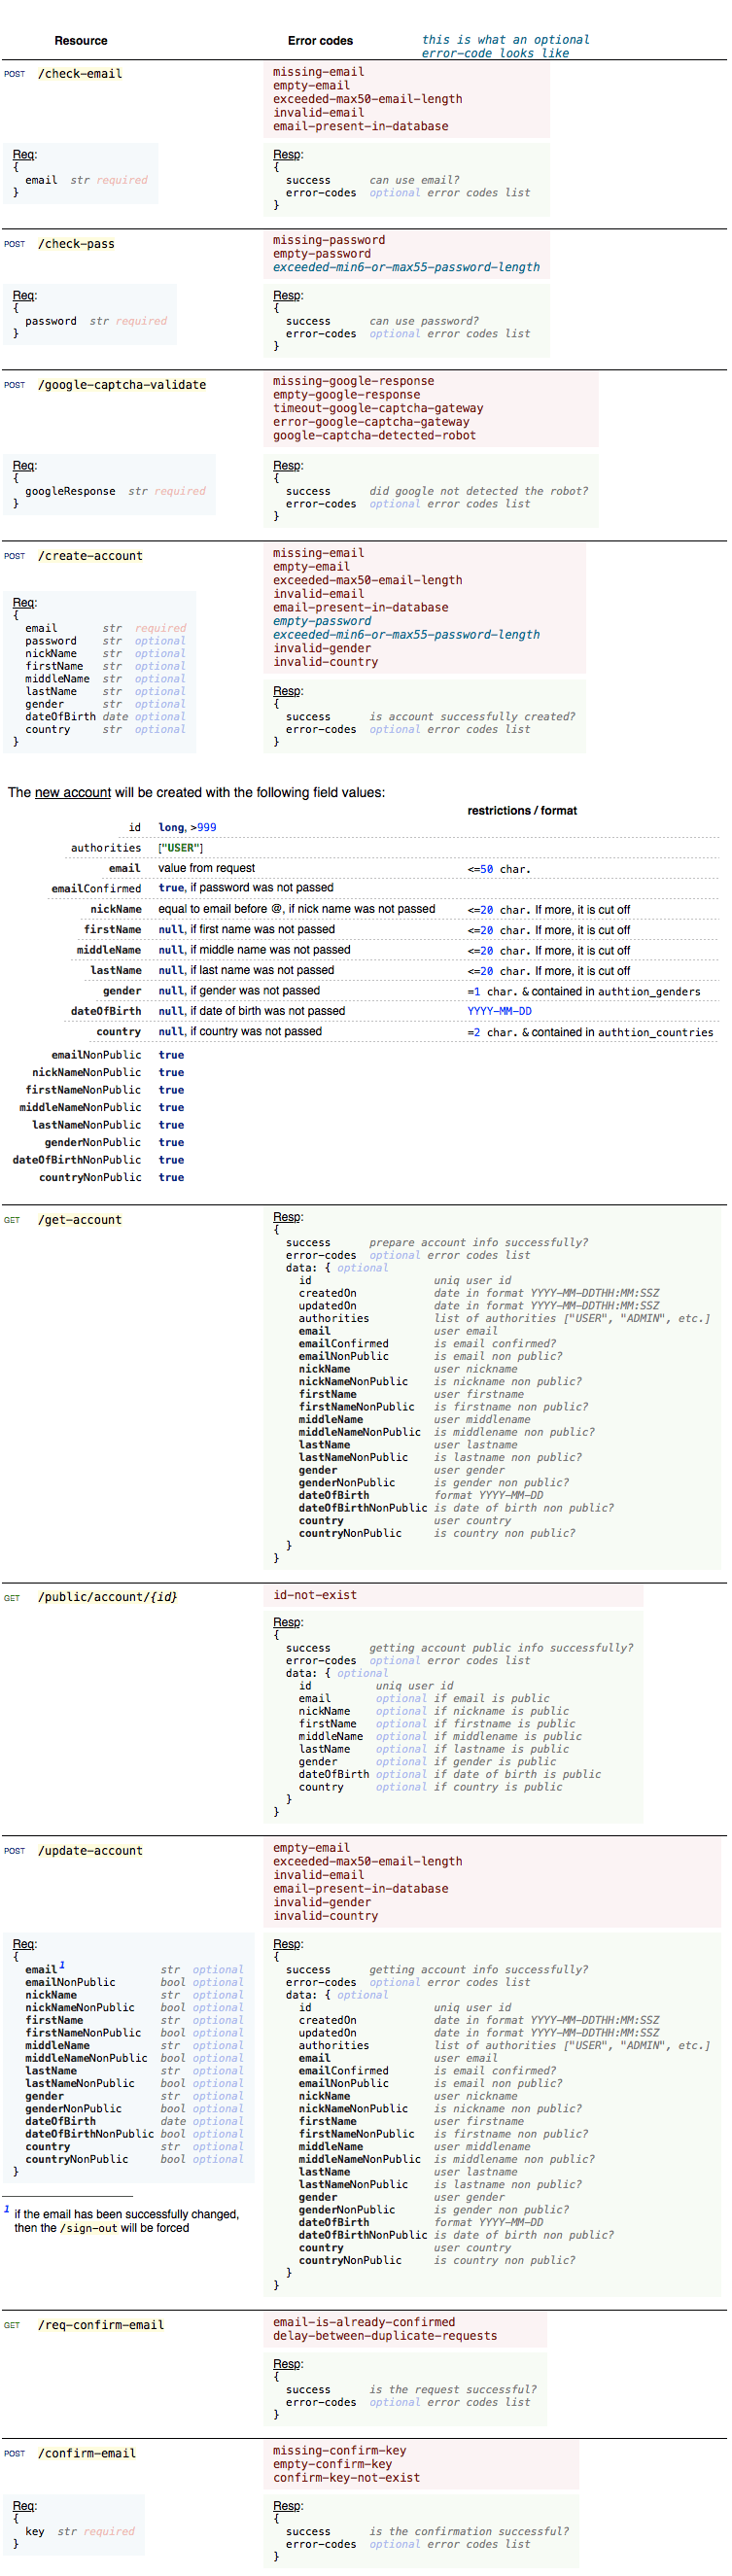 Resource Error codes this is what an optional
error-code looks like
POST /check-email
missing-email
empty-email
exceeded-max50-email-length
invalid-email
email-present-in-database
Req:
{
email str required
}
Resp:
{
success can use email?
error-codes optional error codes list
}
POST /check-pass
missing-password
empty-password
exceeded-min6-or-max55-password-length
Req:
{
password str required
}
Resp:
{
success can use password?
error-codes optional error codes list
}
POST /google-captcha-validate
missing-google-response
empty-google-response
timeout-google-captcha-gateway
error-google-captcha-gateway
google-captcha-detected-robot
Req:
{
googleResponse str required
}
Resp:
{
success did google not detected the robot?
error-codes optional error codes list
}
POST /create-account
missing-email
empty-email
exceeded-max50-email-length
invalid-email
email-present-in-database
empty-password
exceeded-min6-or-max55-password-length
invalid-gender
invalid-country
Req:
{
email str required
password str optional
nickName str optional
firstName str optional
middleName str optional
lastName str optional
gender str optional
dateOfBirth date optional
country str optional
}
Resp:
{
success is account successfully created?
error-codes optional error codes list
}
The new account will be created with the following field values:
restrictions / format
id long, >999
authorities ["USER"]
email value from request <=50 char.
emailConfirmed true, if password was not passed
nickName equal to email before @, if nick name was not passed <=20 char. If more, it is cut off
firstName null, if first name was not passed <=20 char. If more, it is cut off
middleName null, if middle name was not passed <=20 char. If more, it is cut off
lastName null, if last name was not passed <=20 char. If more, it is cut off
gender null, if gender was not passed =1 char. & contained in authtion_genders
dateOfBirth null, if date of birth was not passed YYYY-MM-DD
country null, if country was not passed =2 char. & contained in authtion_countries
emailNonPublic true
nickNameNonPublic true
firstNameNonPublic true
middleNameNonPublic true
lastNameNonPublic true
genderNonPublic true
dateOfBirthNonPublic true
countryNonPublic true
GET /get-account
Resp:
{
success prepare account info successfully?
error-codes optional error codes list
data: { optional
id uniq user id
createdOn date in format YYYY-MM-DDTHH:MM:SSZ
updatedOn date in format YYYY-MM-DDTHH:MM:SSZ
authorities list of authorities ["USER", "ADMIN", etc.]
email user email
emailConfirmed is email confirmed?
emailNonPublic is email non public?
nickName user nickname
nickNameNonPublic is nickname non public?
firstName user firstname
firstNameNonPublic is firstname non public?
middleName user middlename
middleNameNonPublic is middlename non public?
lastName user lastname
lastNameNonPublic is lastname non public?
gender user gender
genderNonPublic is gender non public?
dateOfBirth format YYYY-MM-DD
dateOfBirthNonPublic is date of birth non public?
country user country
countryNonPublic is country non public?
}
}
GET /public/account/{id}
id-not-exist
Resp:
{
success getting account public info successfully?
error-codes optional error codes list
data: { optional
id uniq user id
email optional if email is public
nickName optional if nickname is public
firstName optional if firstname is public
middleName optional if middlename is public
lastName optional if lastname is public
gender optional if gender is public
dateOfBirth optional if date of birth is public
country optional if country is public
}
}
POST /update-account
empty-email
exceeded-max50-email-length
invalid-email
email-present-in-database
invalid-gender
invalid-country
Req:
{
email1 str optional
emailNonPublic bool optional
nickName str optional
nickNameNonPublic bool optional
firstName str optional
firstNameNonPublic bool optional
middleName str optional
middleNameNonPublic bool optional
lastName str optional
lastNameNonPublic bool optional
gender str optional
genderNonPublic bool optional
dateOfBirth date optional
dateOfBirthNonPublic bool optional
country str optional
countryNonPublic bool optional
}
1 if the email has been successfully changed,
then the /sign-out will be forced
Resp:
{
success getting account info successfully?
error-codes optional error codes list
data: { optional
id uniq user id
createdOn date in format YYYY-MM-DDTHH:MM:SSZ
updatedOn date in format YYYY-MM-DDTHH:MM:SSZ
authorities list of authorities ["USER", "ADMIN", etc.]
email user email
emailConfirmed is email confirmed?
emailNonPublic is email non public?
nickName user nickname
nickNameNonPublic is nickname non public?
firstName user firstname
firstNameNonPublic is firstname non public?
middleName user middlename
middleNameNonPublic is middlename non public?
lastName user lastname
lastNameNonPublic is lastname non public?
gender user gender
genderNonPublic is gender non public?
dateOfBirth format YYYY-MM-DD
dateOfBirthNonPublic is date of birth non public?
country user country
countryNonPublic is country non public?
}
}
GET /req-confirm-email
email-is-already-confirmed
delay-between-duplicate-requests
Resp:
{
success is the request successful?
error-codes optional error codes list
}
POST /confirm-email
missing-confirm-key
empty-confirm-key
confirm-key-not-exist
Req:
{
key str required
}
Resp:
{
success is the confirmation successful?
error-codes optional error codes list
}